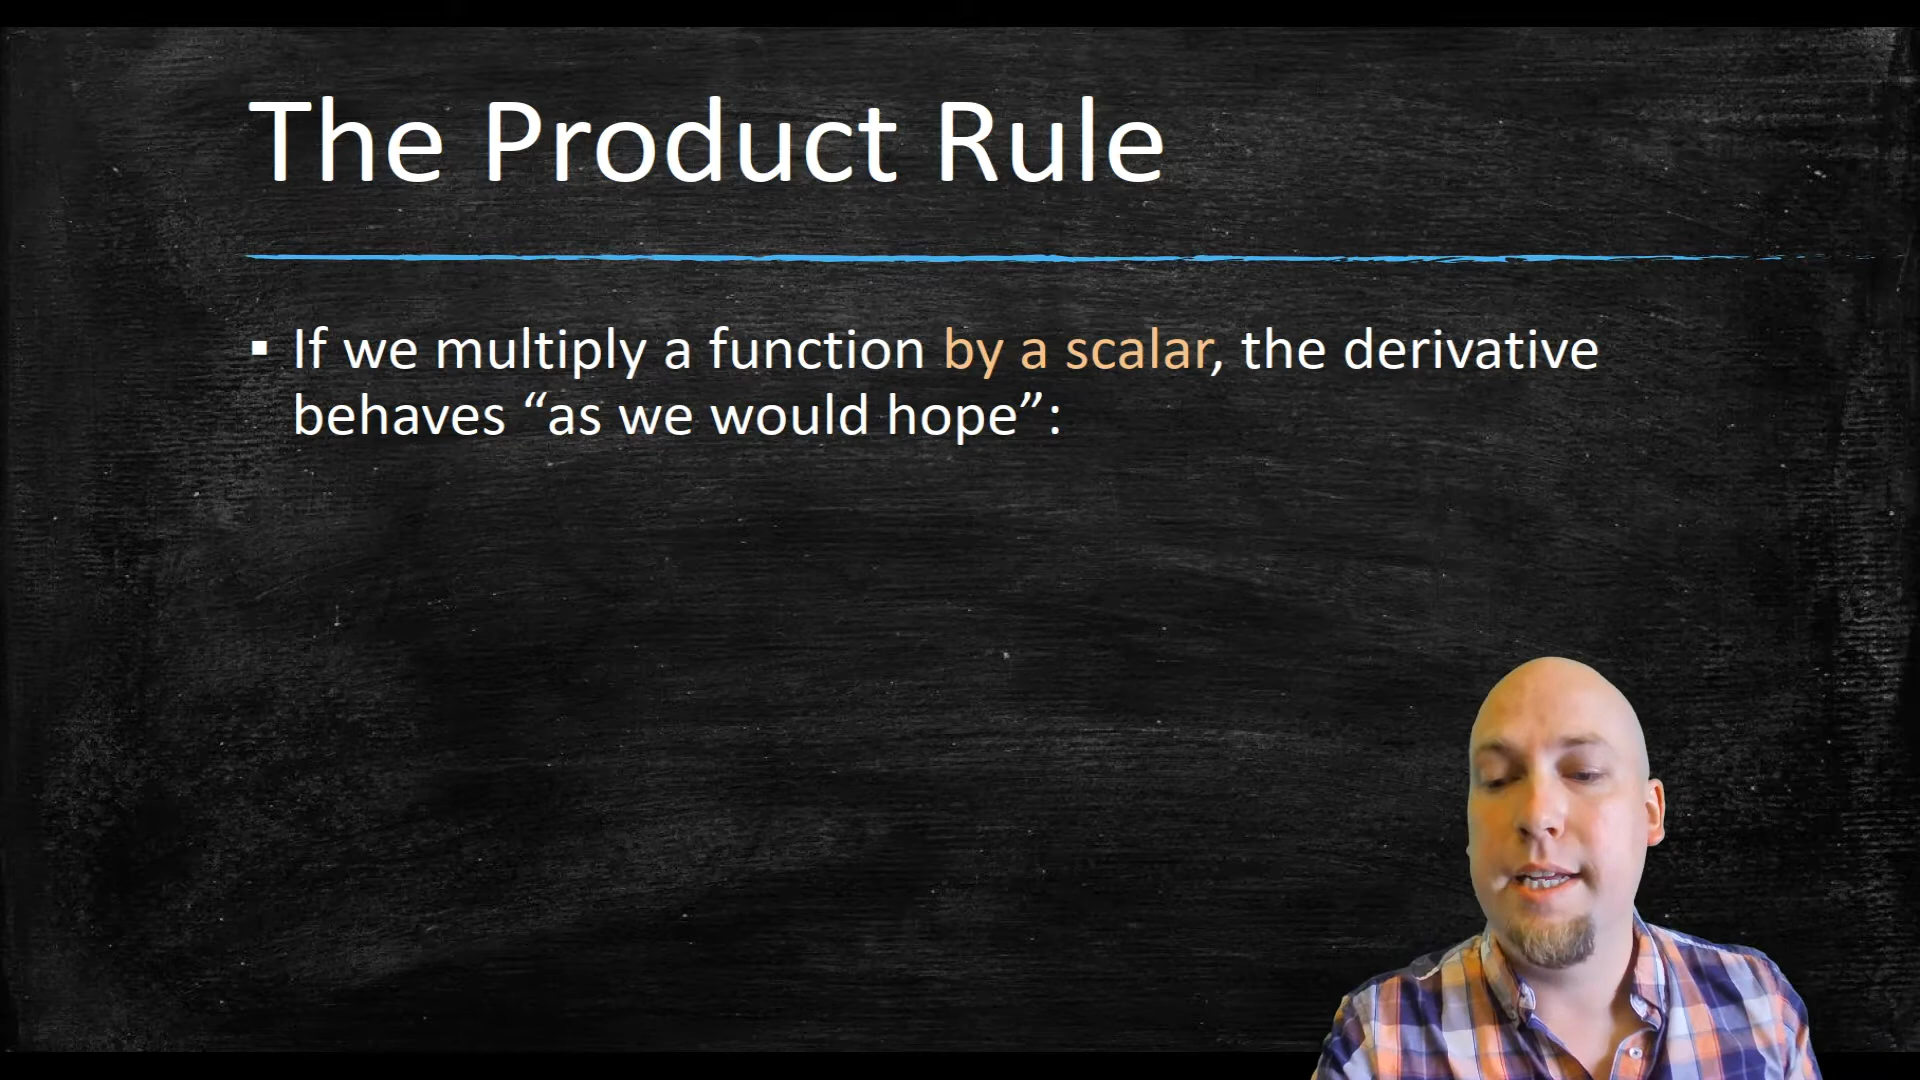 The Product Rule
▪ If we multiply a function by a scalar, the derivative
behaves “as we would hope”: